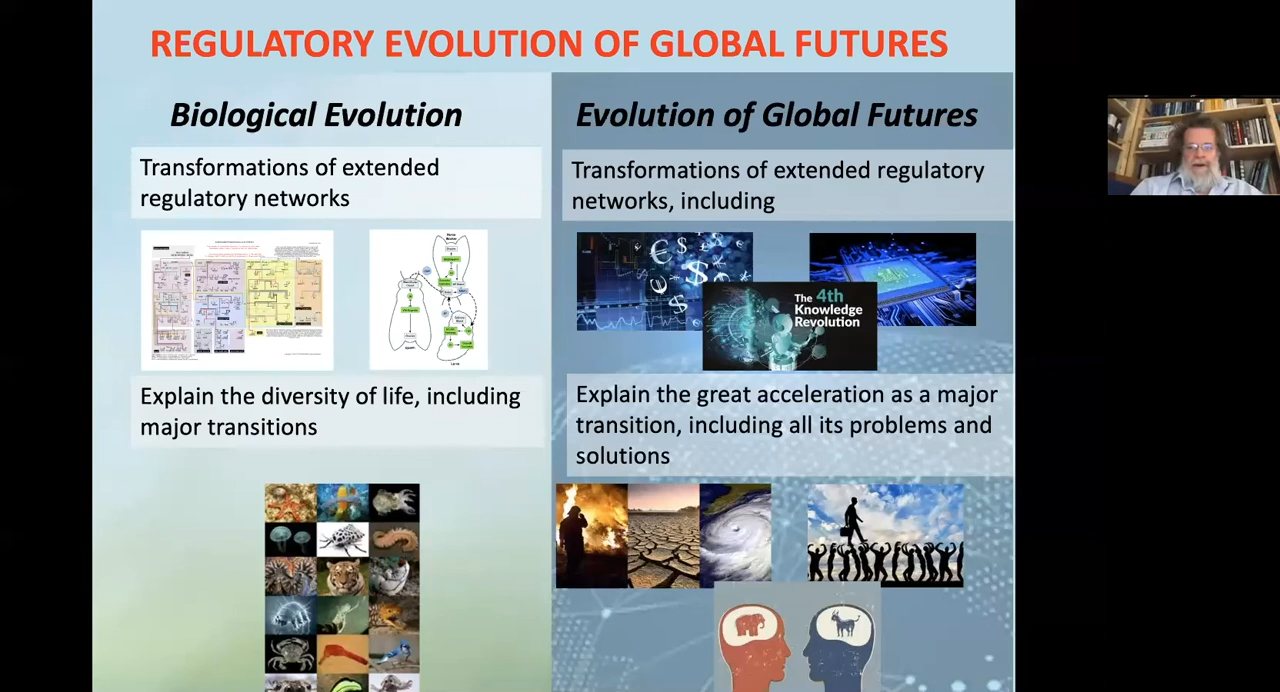 REGULATORY EVOLUTION OF GLOBAL FUTURES
Biological Evolution
Transformations of extended
regulatory networks
Explain the diversity of life, including
major transitions
Evolution of Global Futures
Transformations of extended regulatory
networks, including
The 4th
Knowledge
Revolution
Explain the great acceleration as a major
transition, including all its problems and
solutions